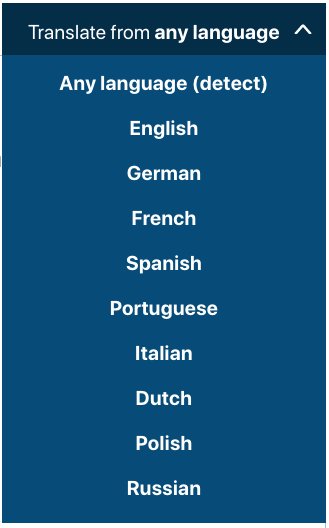 Translate from any language
Any language (detect)
English
German
French
Spanish
Portuguese
Italian
Dutch
Polish
Russian